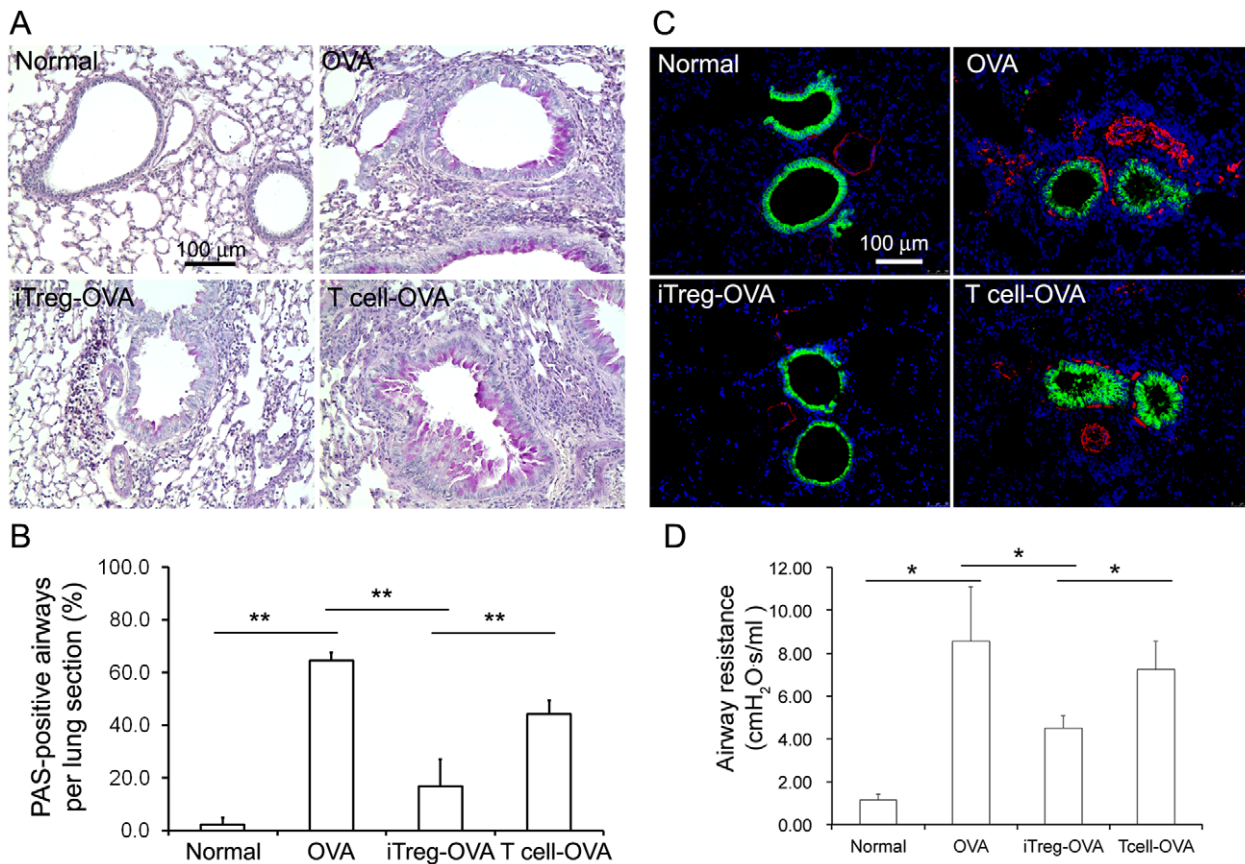 A
Normal
OVA
100 μm
iTreg-OVA
T cell-OVA
B
PAS-positive airways
per lung section (%)
100.0
80.0
60.0
40.0
20.0
0.0
**
**
**
Normal
OVA
iTreg-OVA
T cell-OVA
C
Normal
OVA
100 μm
iTreg-OVA
T cell-OVA
D
Airway resistance
(cmH₂O·s/ml )
12.00
10.00
8.00
6.00
4.00
2.00
0.00
*
*
*
Normal
OVA
iTreg-OVA
Tcell-OVA